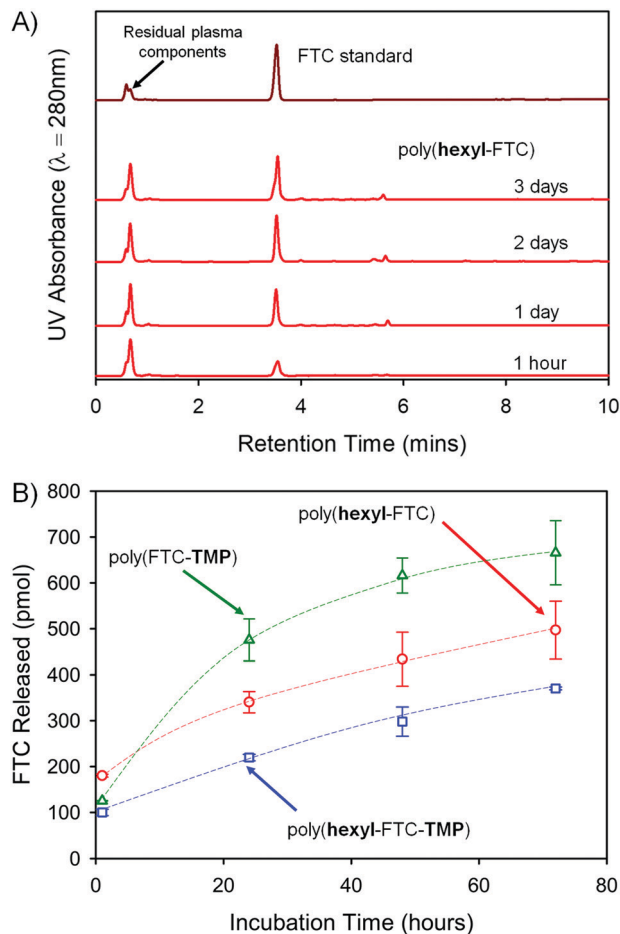 A)
Residual plasma
components
FTC standard
poly(hexyl-FTC)
3 days
2 days
1 day
1 hour
UV Absorbance (λ = 280nm)
0 2 4 6 8 10
Retention Time (mins)
B)
800
700
600
500
400
300
200
100
0
poly(hexyl-FTC)
poly(FTC-TMP)
poly(hexyl-FTC-TMP)
FTC Released (pmol)
0 20 40 60 80
Incubation Time (hours)